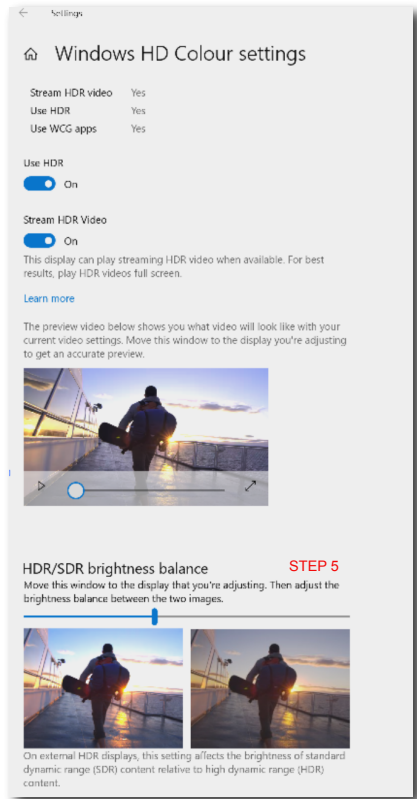 Settings
Windows HD Colour settings
Stream HDR video Yes
Use HDR Yes
Use WCG apps Yes
Use HDR
On
Stream HDR Video
On
This display can play streaming HDR video when available. For best
results, play HDR videos full screen.
Learn more
The preview video below shows you what video will look like with your
current video settings. Move this window to the display you're adjusting
to get an accurate preview.
HDR/SDR brightness balance STEP 5
Move this window to the display that you're adjusting. Then adjust the
brightness balance between the two images.
On external HDR displays, this setting affects the brightness of standard
dynamic range (SDR) content relative to high dynamic range (HDR)
content.